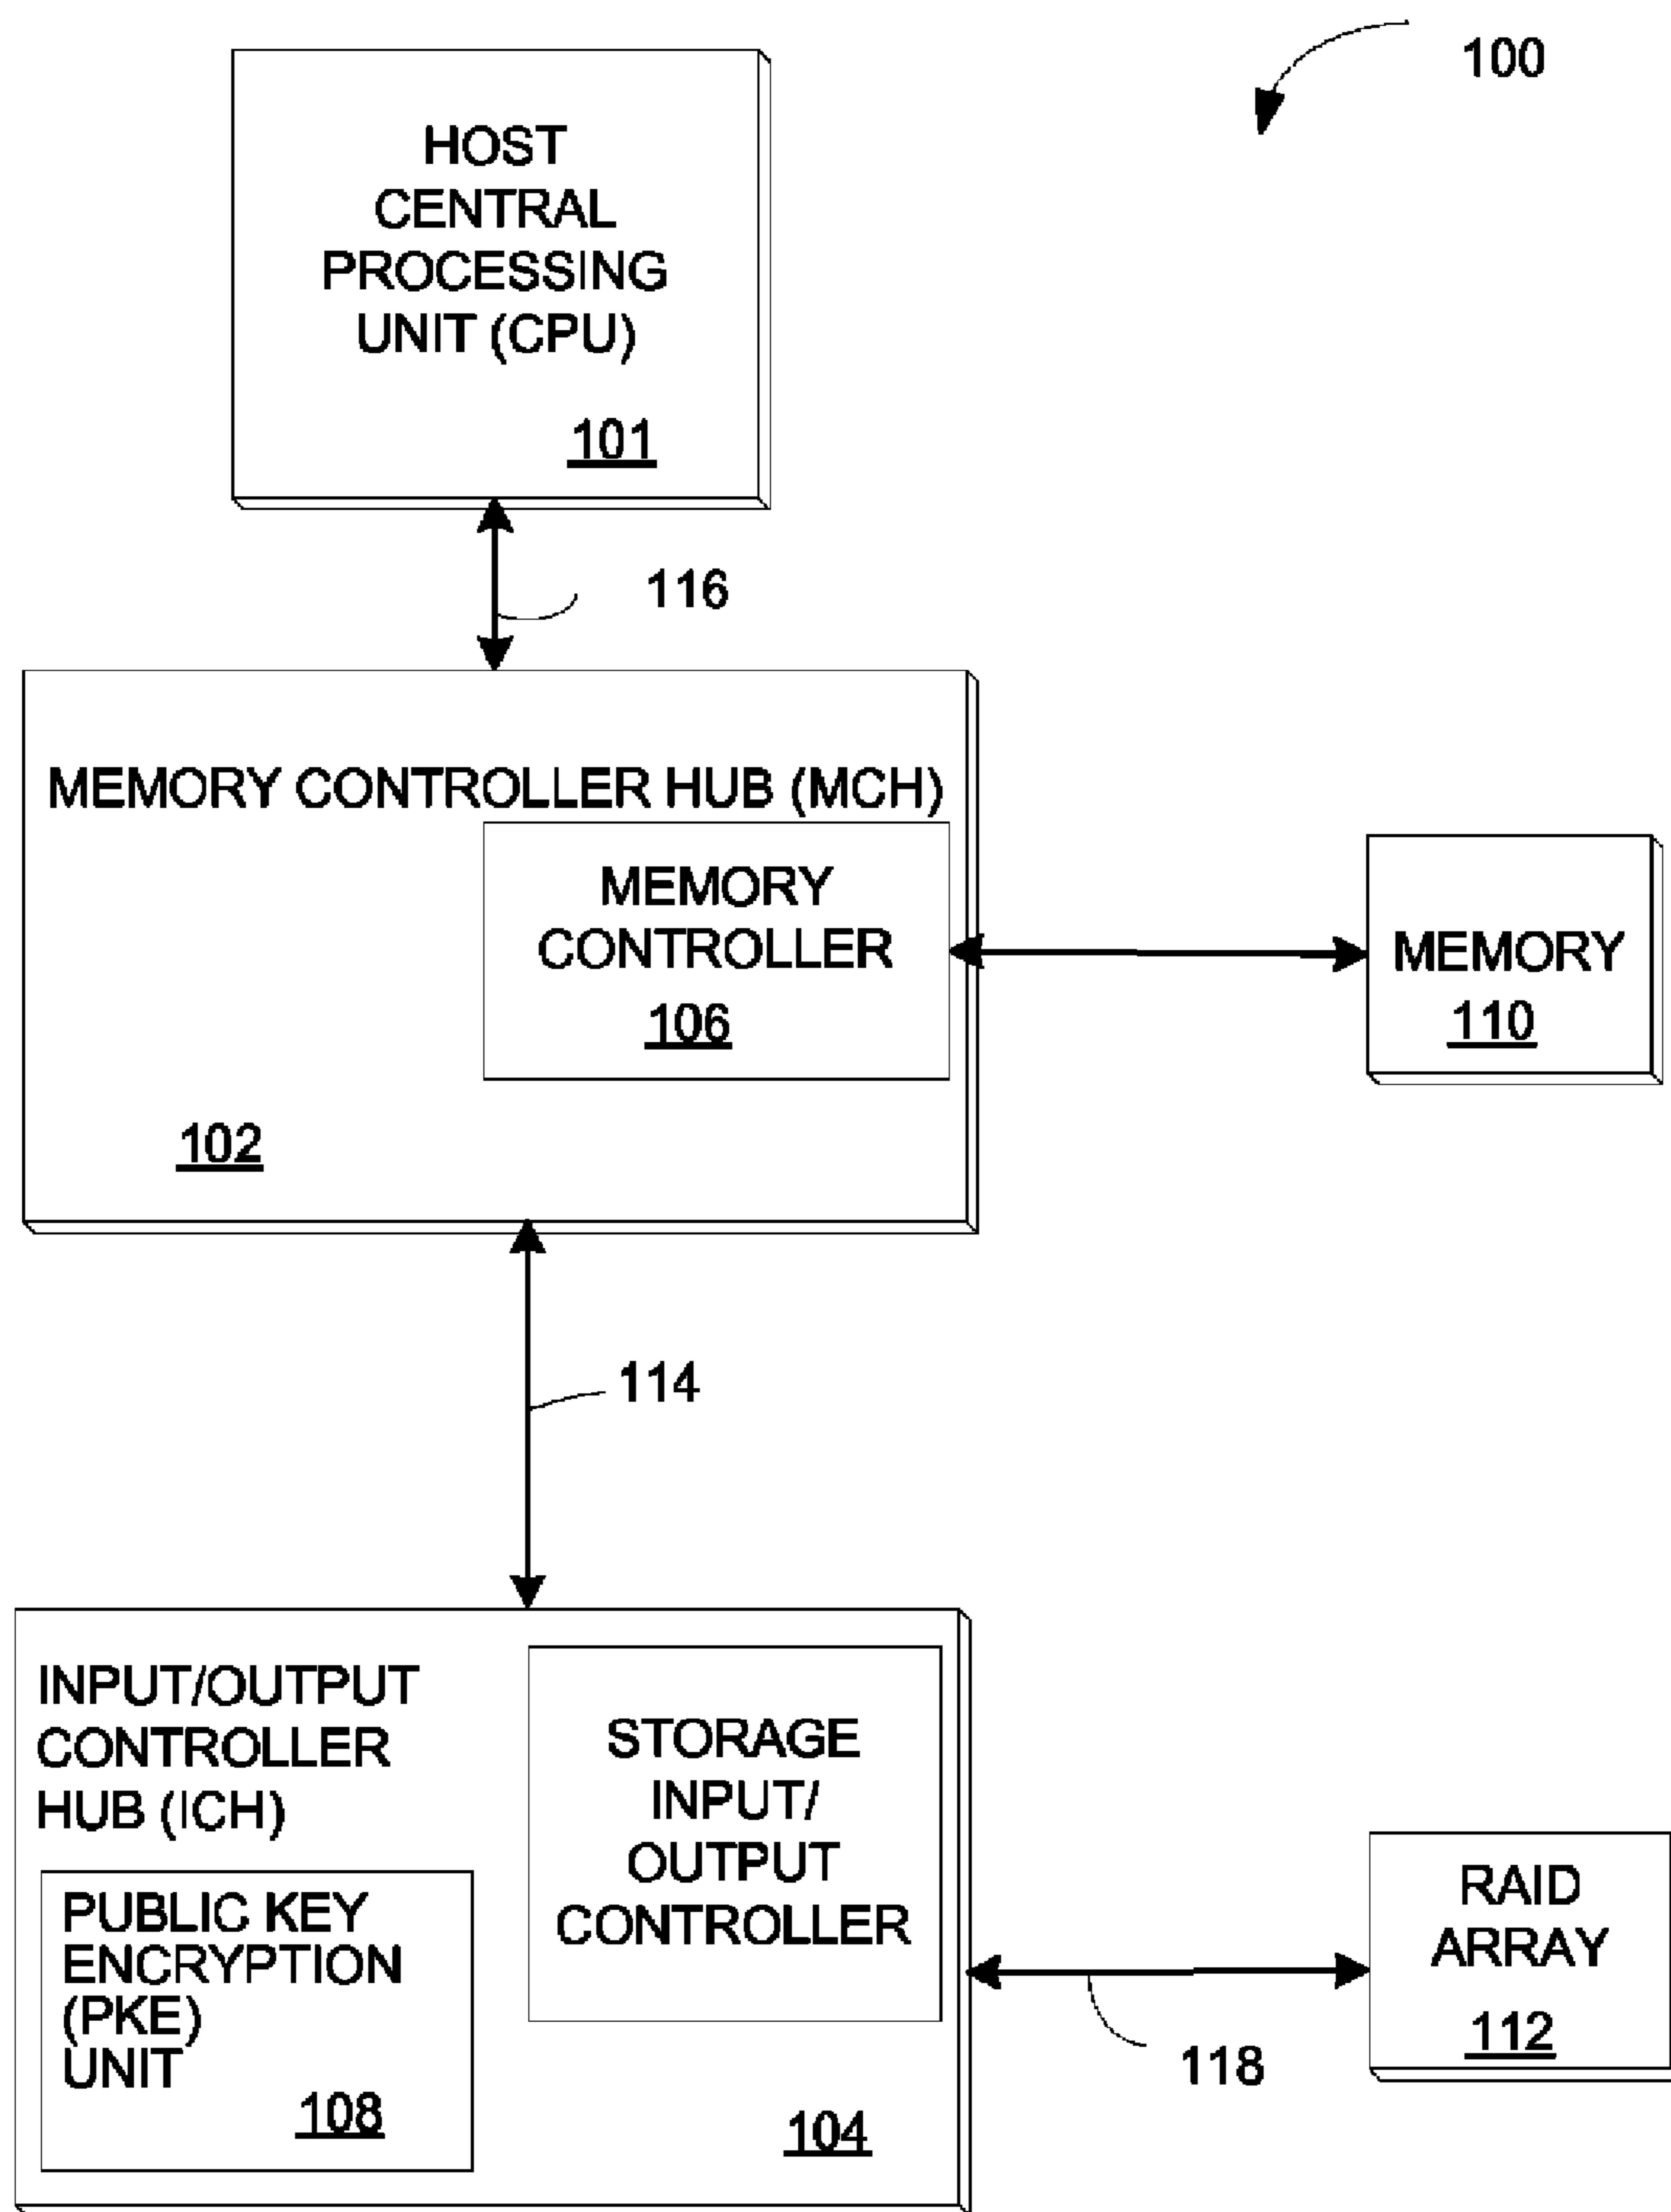 100
HOST
CENTRAL
PROCESSING
UNIT (CPU)
101
116
MEMORY CONTROLLER HUB (MCH)
MEMORY
CONTROLLER
106
102
MEMORY
110
114
INPUT/OUTPUT
CONTROLLER
HUB (ICH)
PUBLIC KEY
ENCRYPTION
(PKE)
UNIT
108
STORAGE
INPUT/
OUTPUT
CONTROLLER
104
118
RAID
ARRAY
112